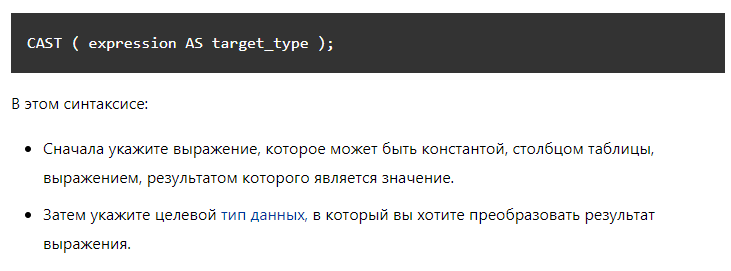 CAST ( expression AS target_type );
В этом синтаксисе:
Сначала укажите выражение, которое может быть константой, столбцом таблицы,
выражением, результатом которого является значение.
Затем укажите целевой тип данных, в который вы хотите преобразовать результат
выражения.